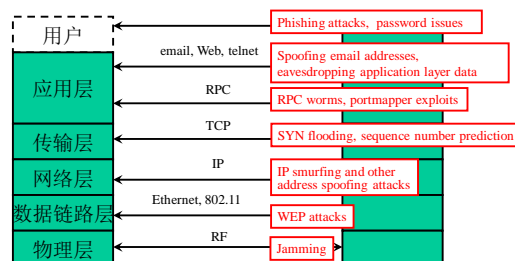 用户
Phishing attacks, password issues
email, Web, telnet
Spoofing email addresses,
eavesdropping application layer data
应用层
RPC
RPC worms, portmapper exploits
TCP
传输层
SYN flooding, sequence number prediction
IP
网络层
IP smurfing and other
address spoofing attacks
Ethernet, 802.11
数据链路层
WEP attacks
RF
物理层
Jamming